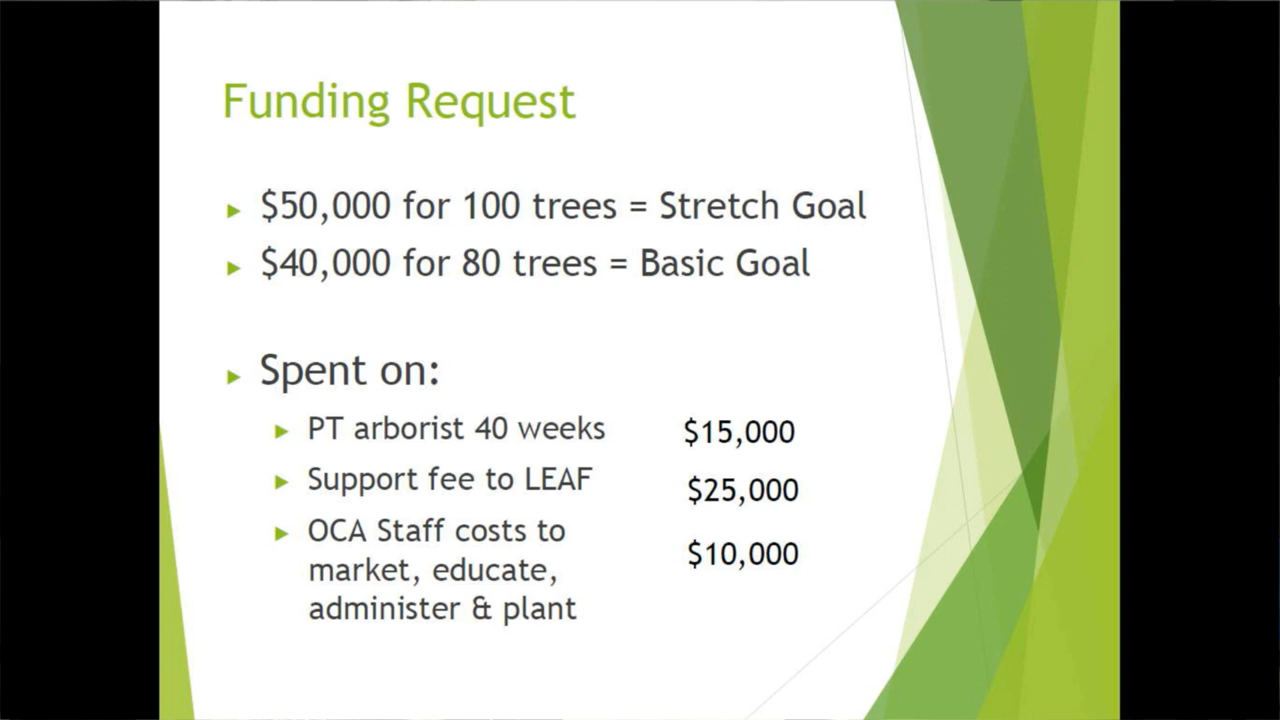 Funding Request
$50,000 for 100 trees = Stretch Goal
$40,000 for 80 trees = Basic Goal
Spent on:
PT arborist 40 weeks $15,000
Support fee to LEAF $25,000
OCA Staff costs to $10,000
market, educate,
administer & plant